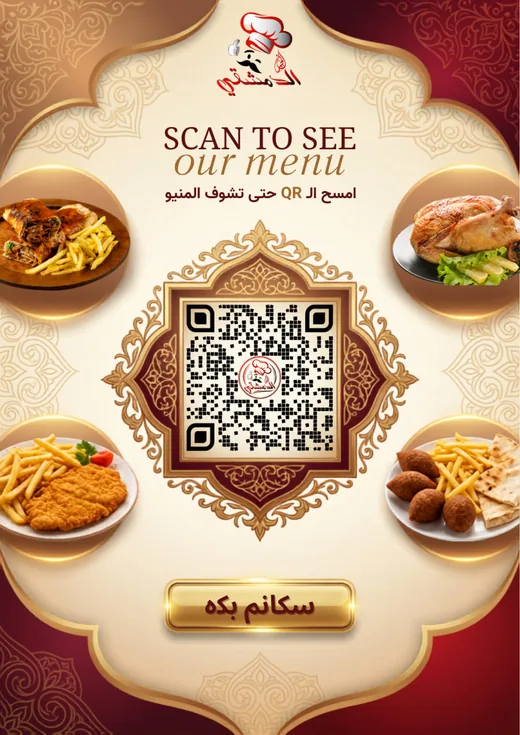 الدمشقي
SCAN TO SEE
our menu
امسح الـ QR حتى تشوف المنيو
سكانم بكه